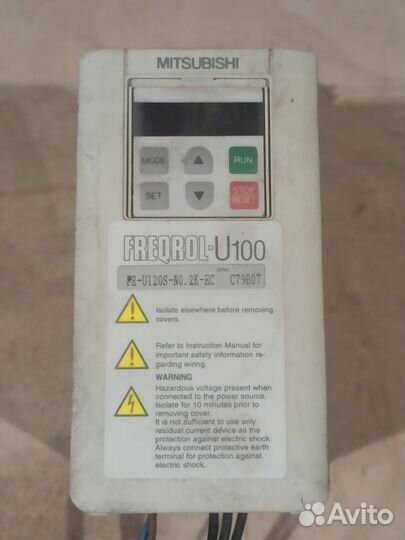 MITSUBISHI
MODE
RUN
SET
STOP
RESET
FREQROL-U100
SERIAL
FR-U120S-N0.2K-EC C79B07
Isolate elsewhere before removing
covers.
Refer to Instruction Manual for
important safety information re-
garding wiring.
WARNING
Hazardous voltage present when
connected to the power source.
Isolate for 10 minutes prior to
removing cover.
It is not sufficient to use only
residual current device as the
protection against electric shock.
Always connect protective earth
terminal for protection against
electric shock.
Avito